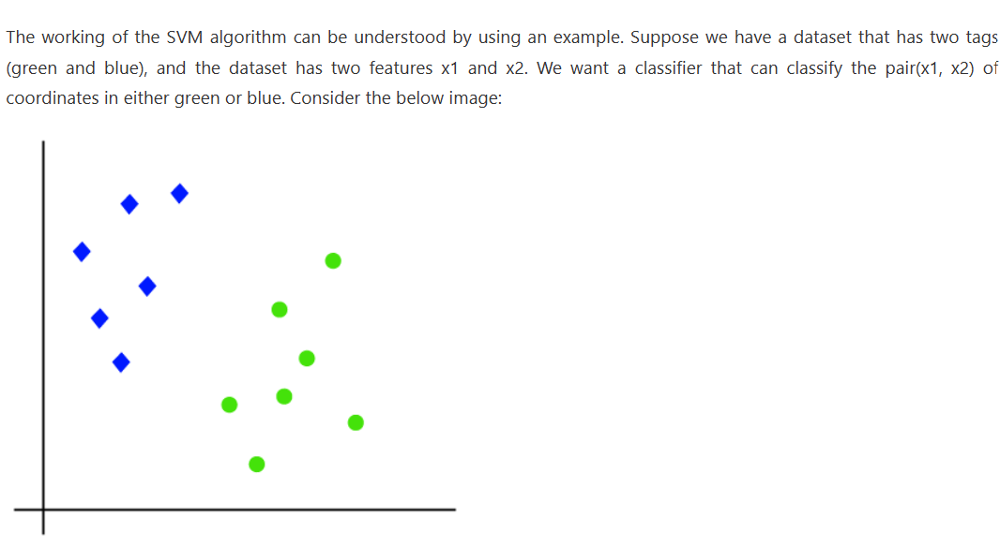 The working of the SVM algorithm can be understood by using an example. Suppose we have a dataset that has two tags
(green and blue), and the dataset has two features x1 and x2. We want a classifier that can classify the pair(x1, x2) of
coordinates in either green or blue. Consider the below image: